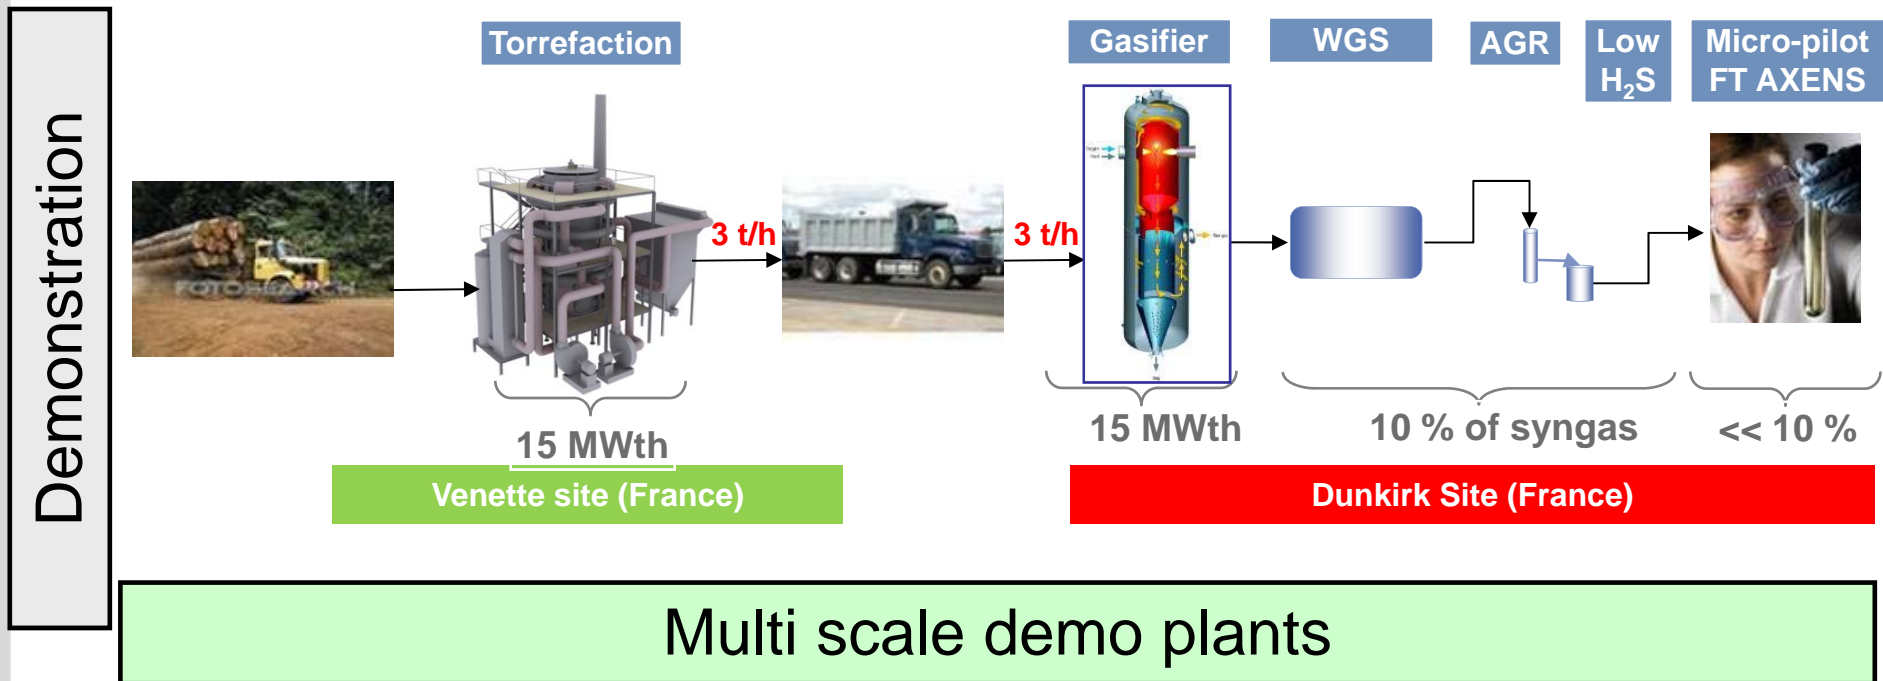 Demonstration
Torrefaction
Gasifier
WGS
AGR
Low
H₂S
Micro-pilot
FT AXENS
FOTOSEARCH
3 t/h
3 t/h
15 MWth
15 MWth
10 % of syngas
<< 10 %
Venette site (France)
Dunkirk Site (France)
Multi scale demo plants